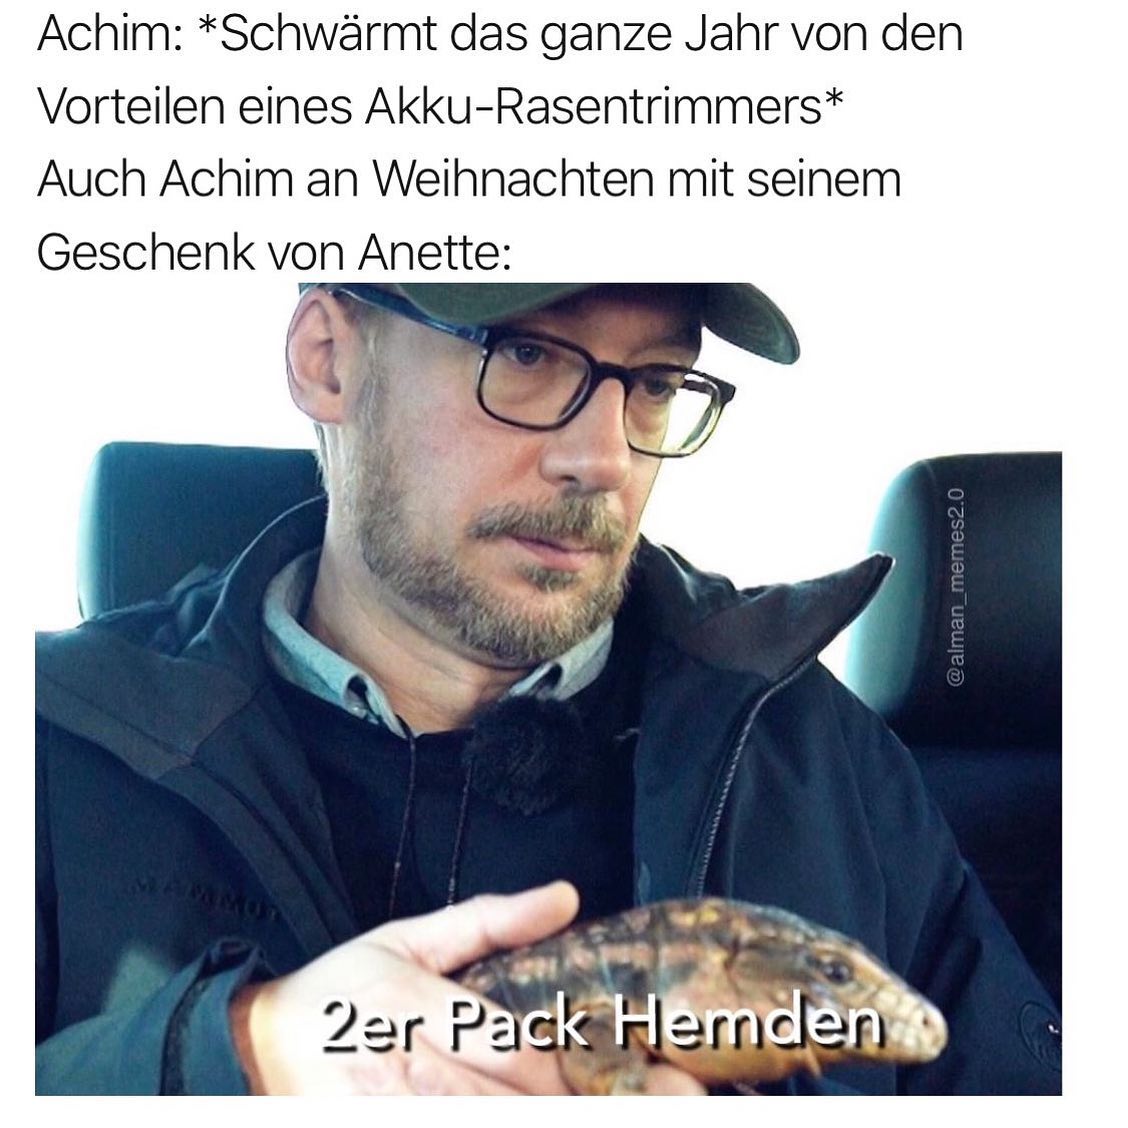 Achim: *Schwärmt das ganze Jahr von den
Vorteilen eines Akku-Rasentrimmers*
Auch Achim an Weihnachten mit seinem
Geschenk von Anette:
@alman_memes2.0
MAMMUT
2er Pack Hemden